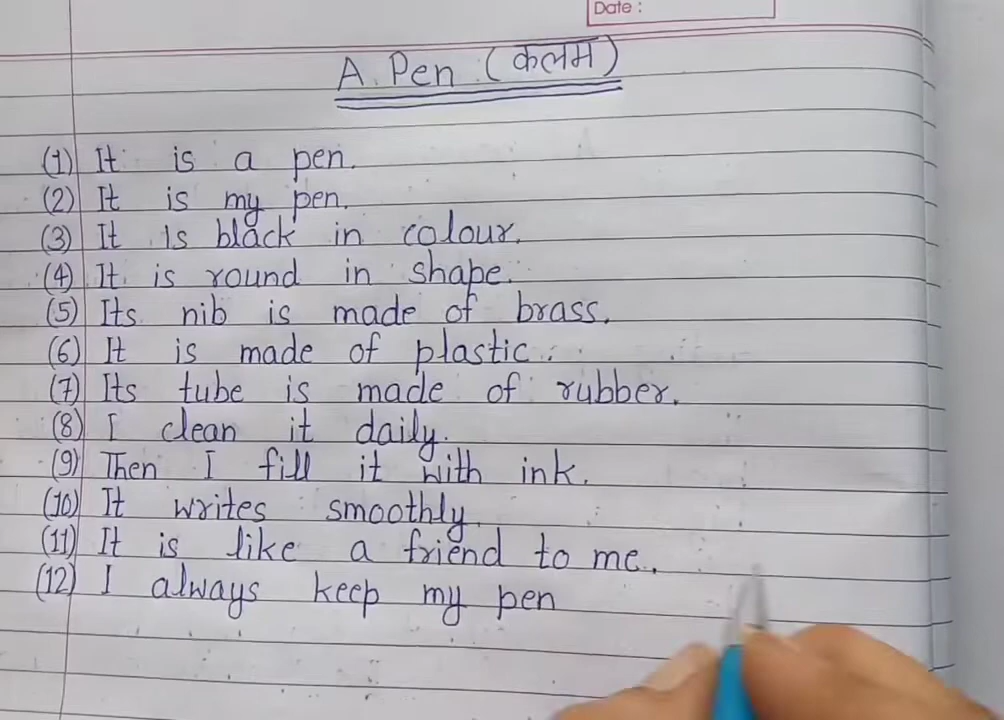 Date :
A Pen (कलम)
(1) It is a pen.
(2) It is my pen.
(3) It is black in colour.
(4) It is round in shape.
(5) Its nib is made of brass.
(6) It is made of plastic.
(7) Its tube is made of rubber.
(8) I clean it daily.
(9) Then I fill it with ink.
(10) It writes smoothly.
(11) It is like a friend to me.
(12) I always keep my pen